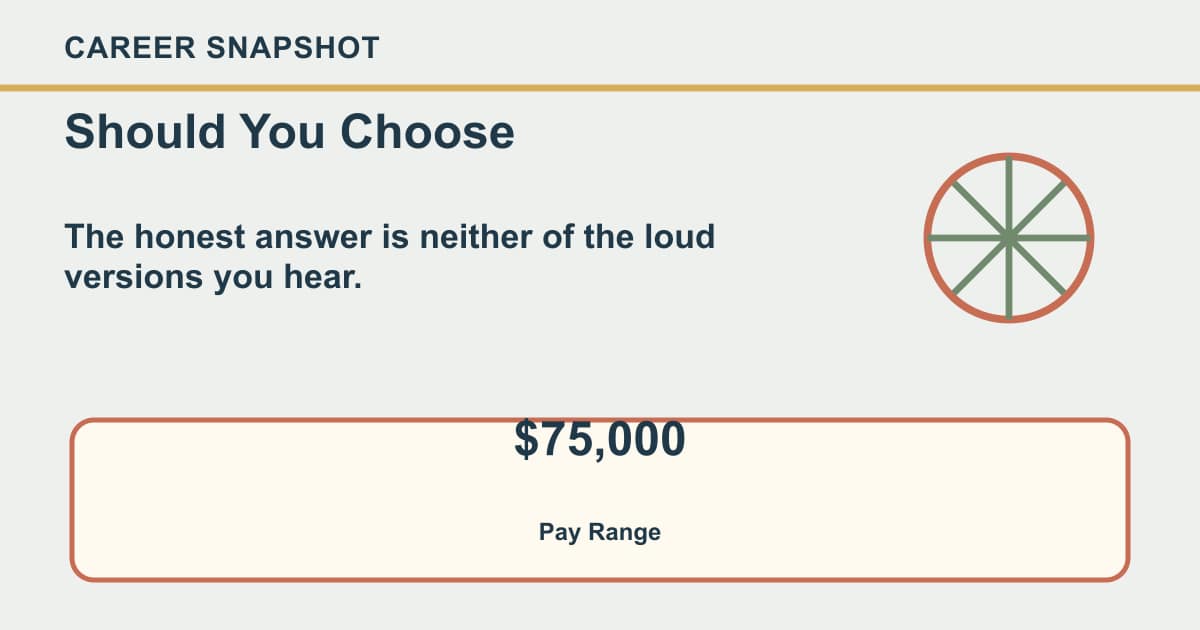 CAREER SNAPSHOT
Should You Choose
The honest answer is neither of the loud
versions you hear.
$75,000
Pay Range